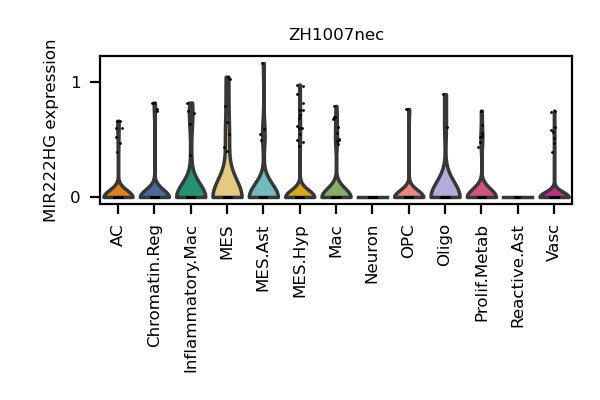 ZH1007nec
MIR222HG expression
1
0
AC
Chromatin.Reg
Inflammatory.Mac
MES
MES.Ast
MES.Hyp
Mac
Neuron
OPC
Oligo
Prolif.Metab
Reactive.Ast
Vasc